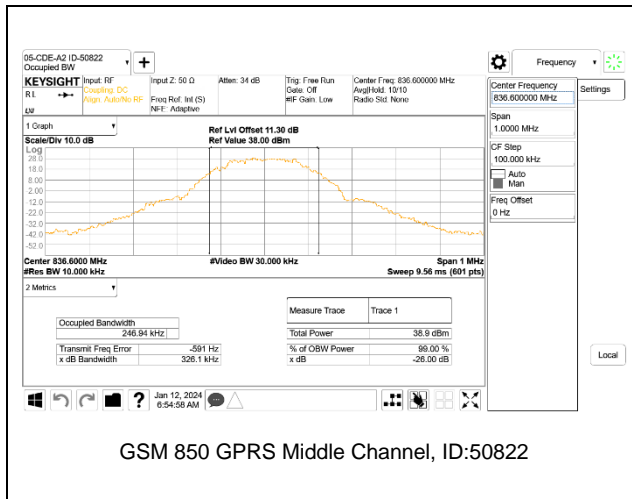 05-CDE-A2 ID-50822
Occupied BW
Frequency
KEYSIGHT Input: RF Input Z: 50 Ω Atten: 34 dB Trig: Free Run Center Freq: 836.600000 MHz
R L Coupling: DC Gate: Off Avg|Hold: 10/10
Align: Auto/No RF Freq Ref: Int (S) #IF Gain: Low Radio Std: None
NFE: Adaptive
Center Frequency
836.600000 MHz
Settings
Span
1.0000 MHz
CF Step
100.000 kHz
Auto
Man
Freq Offset
0 Hz
Local
1 Graph
Ref Lvl Offset 11.30 dB
Scale/Div 10.0 dB Ref Value 38.00 dBm
Log
28.0
18.0
8.00
-2.00
-12.0
-22.0
-32.0
-42.0
-52.0
Center 836.6000 MHz #Video BW 30.000 kHz Span 1 MHz
#Res BW 10.000 kHz Sweep 9.56 ms (601 pts)
2 Metrics
Measure Trace Trace 1
Occupied Bandwidth
246.94 kHz Total Power 38.9 dBm
Transmit Freq Error -591 Hz % of OBW Power 99.00 %
x dB Bandwidth 326.1 kHz x dB -26.00 dB
Jan 12, 2024
6:54:58 AM
GSM 850 GPRS Middle Channel, ID:50822